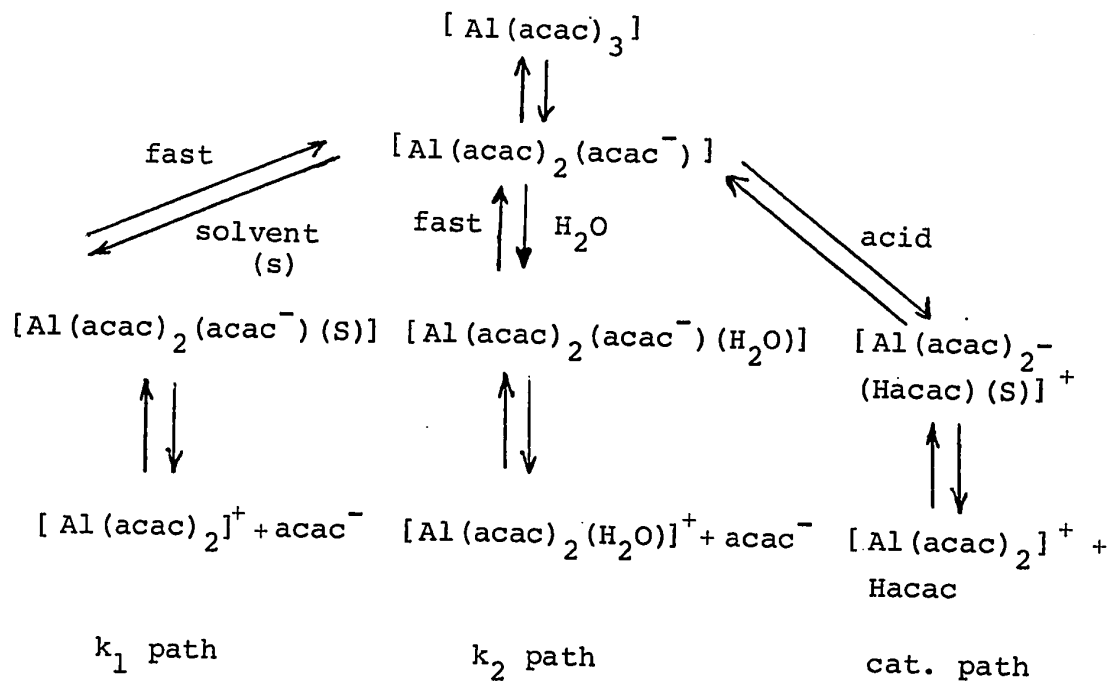 [Al(acac)₃]
[Al(acac)₂(acac⁻)]
fast
solvent
(s)
fast
H₂O
acid
[Al(acac)₂(acac⁻)(S)]
[Al(acac)₂(acac⁻)(H₂O)]
[Al(acac)₂-
(Hacac)(S)]⁺
[Al(acac)₂]⁺+acac⁻
[Al(acac)₂(H₂O)]⁺+acac⁻
[Al(acac)₂]⁺ +
Hacac
k₁ path
k₂ path
cat. path